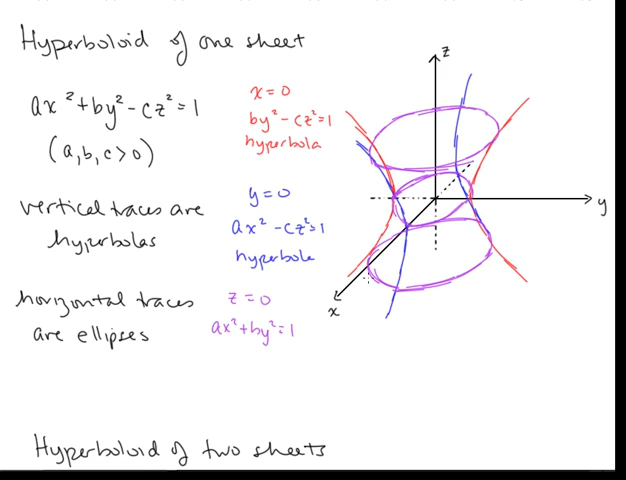 Hyperboloid of one sheet
ax² + by² - cz² = 1
(a, b, c > 0)
vertical traces are
hyperbolas
horizontal traces
are ellipses
x = 0
by² - cz² = 1
hyperbola
y = 0
ax² - cz² = 1
hyperbola
z = 0
ax² + by² = 1
z
y
x
Hyperboloid of two sheets